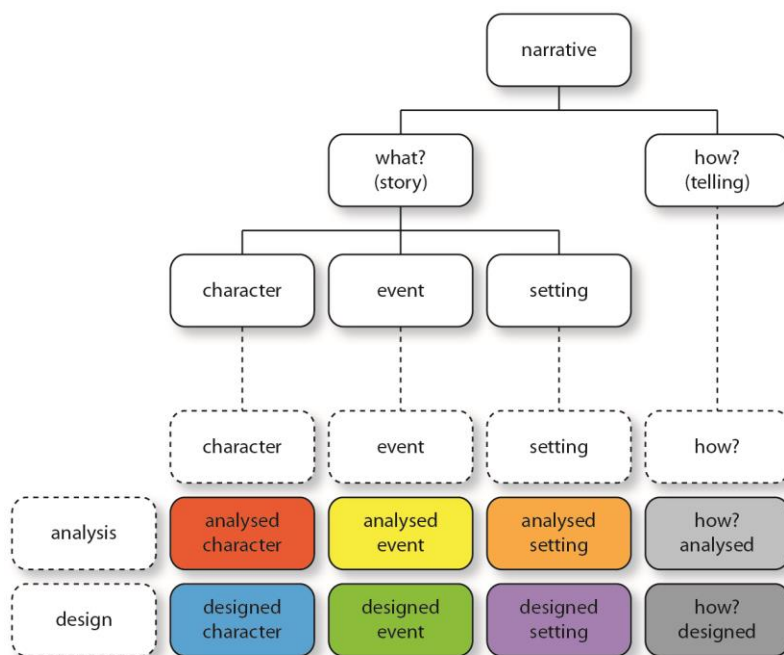 narrative
what?
(story)
how?
(telling)
character
event
setting
character
event
setting
how?
analysis
analysed
character
analysed
event
analysed
setting
how?
analysed
design
designed
character
designed
event
designed
setting
how?
designed